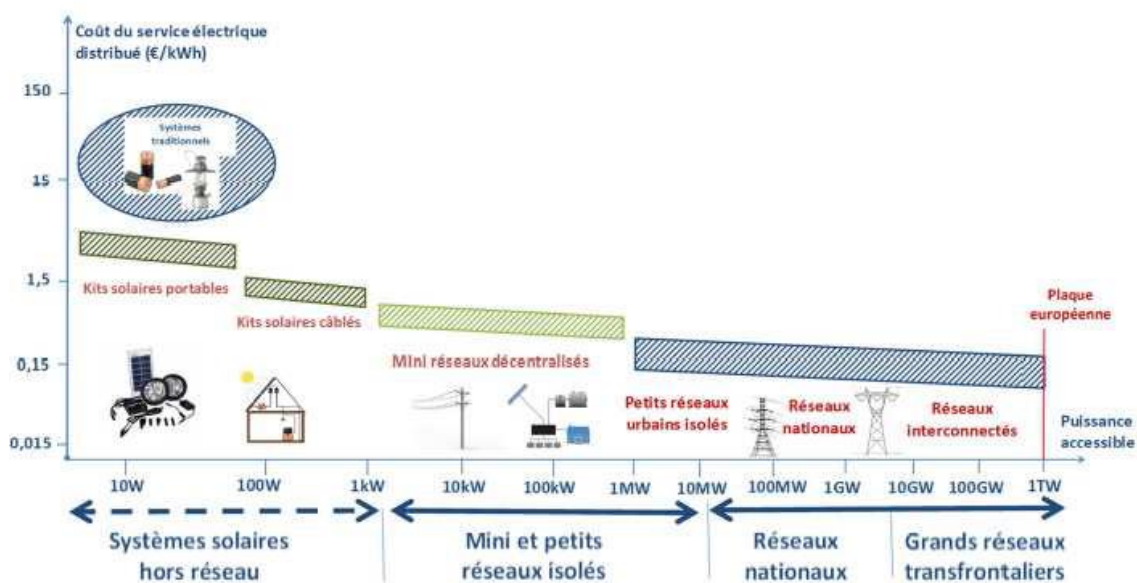 Coût du service électrique
distribué (€/kWh)
150
Systèmes
traditionnels
15
1,5
Kits solaires portables
Kits solaires câblés
Plaque
européenne
Mini réseaux décentralisés
0,15
Petits réseaux
urbains isolés
Réseaux
nationaux
Réseaux
interconnectés
Puissance
accessible
0,015
10W 100W 1kW 10kW 100kW 1MW 10MW 100MW 1GW 10GW 100GW 1TW
Systèmes solaires
hors réseau
Mini et petits
réseaux isolés
Réseaux
nationaux
Grands réseaux
transfrontaliers